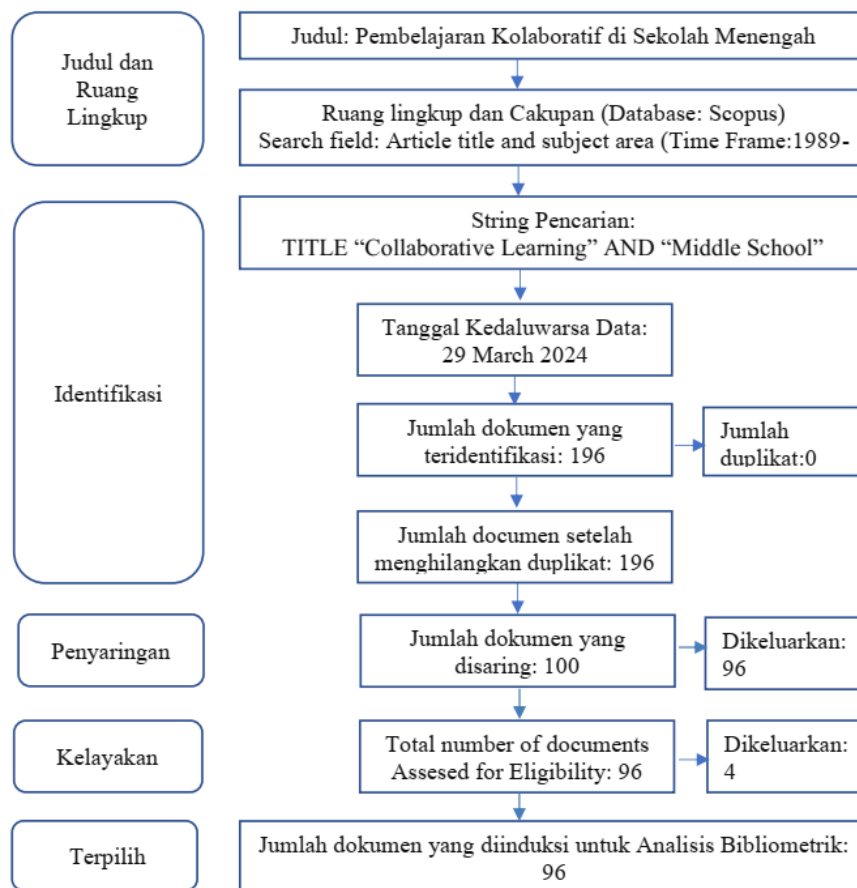 Judul dan
Ruang
Lingkup
Judul: Pembelajaran Kolaboratif di Sekolah Menengah
Ruang lingkup dan Cakupan (Database: Scopus)
Search field: Article title and subject area (Time Frame:1989-
Identifikasi
String Pencarian:
TITLE “Collaborative Learning” AND “Middle School”
Tanggal Kedaluwarsa Data:
29 March 2024
Jumlah dokumen yang
teridentifikasi: 196
Jumlah
duplikat:0
Jumlah documen setelah
menghilangkan duplikat: 196
Penyaringan
Jumlah dokumen yang
disaring: 100
Dikeluarkan:
96
Kelayakan
Total number of documents
Assesed for Eligibility: 96
Dikeluarkan:
4
Terpilih
Jumlah dokumen yang diinduksi untuk Analisis Bibliometrik:
96